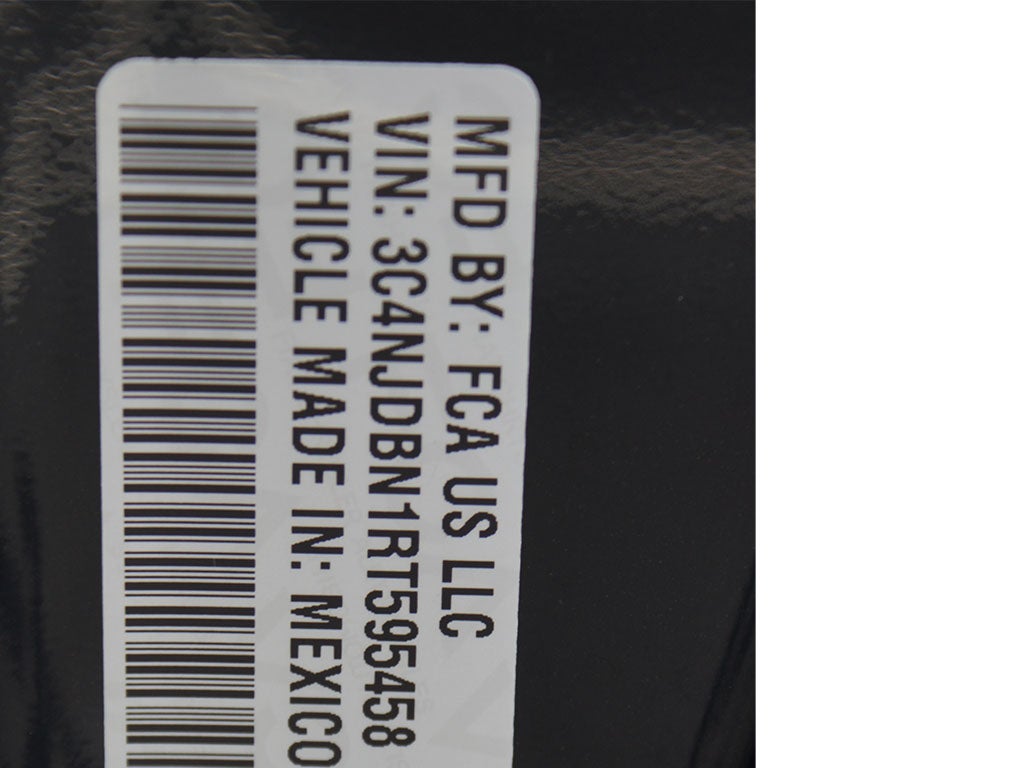 MFD BY: FCA US LLC
VIN: 3C4NJDBN1RT595458
VEHICLE MADE IN: MEXICO